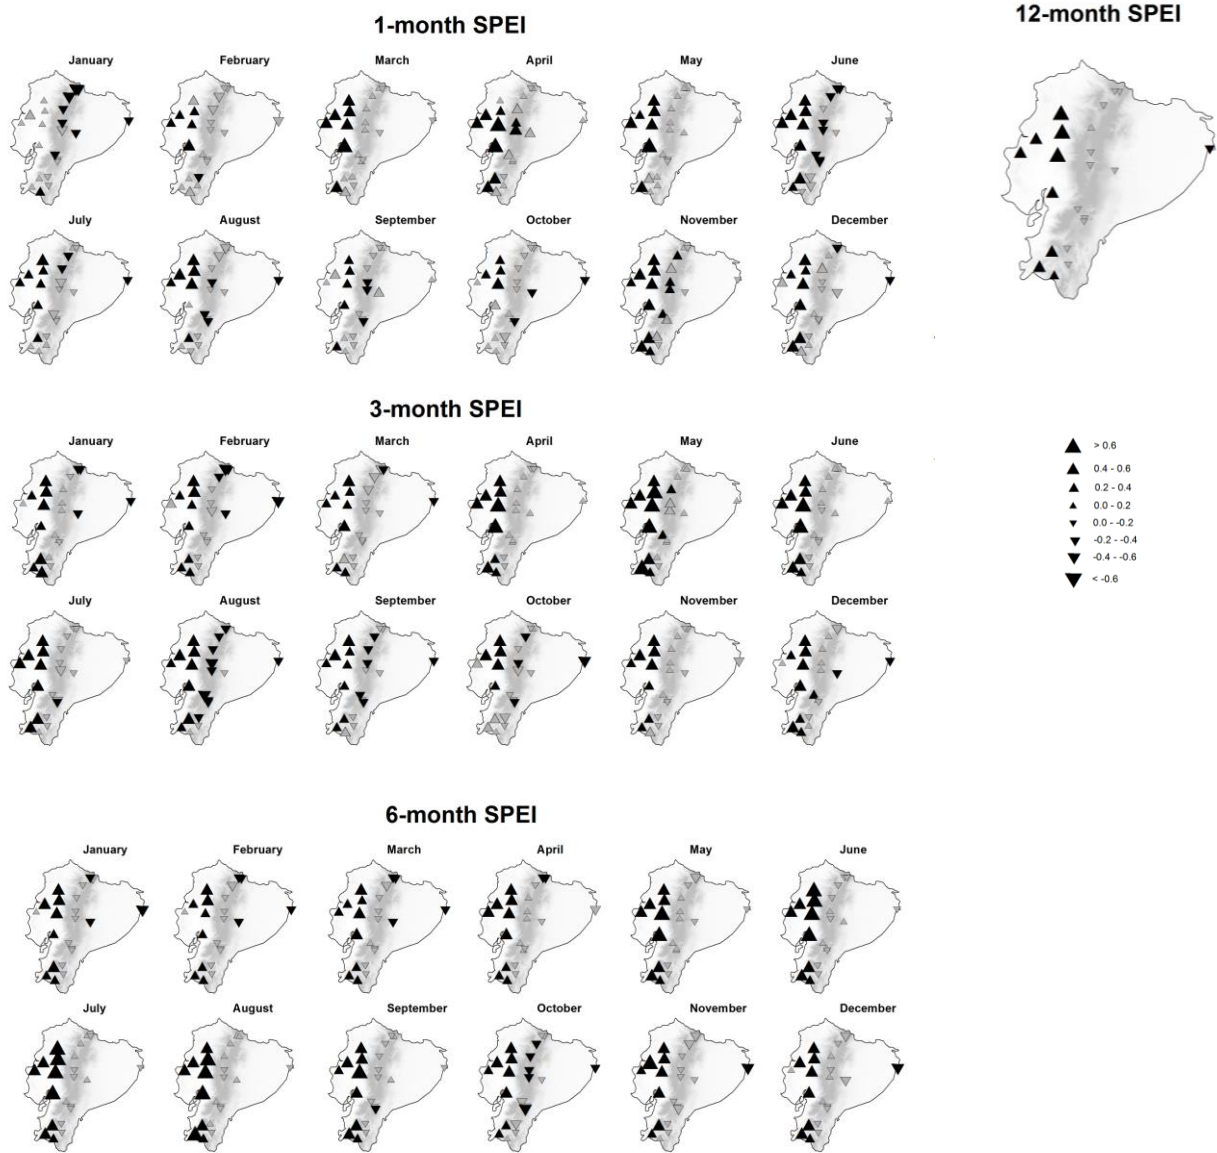 1-month SPEI
12-month SPEI
January February March April May June
July August September October November December
3-month SPEI
January February March April May June
> 0.6
0.4 - 0.6
0.2 - 0.4
0.0 - 0.2
0.0 - -0.2
-0.2 - -0.4
-0.4 - -0.6
< -0.6
July August September October November December
6-month SPEI
January February March April May June
July August September October November December